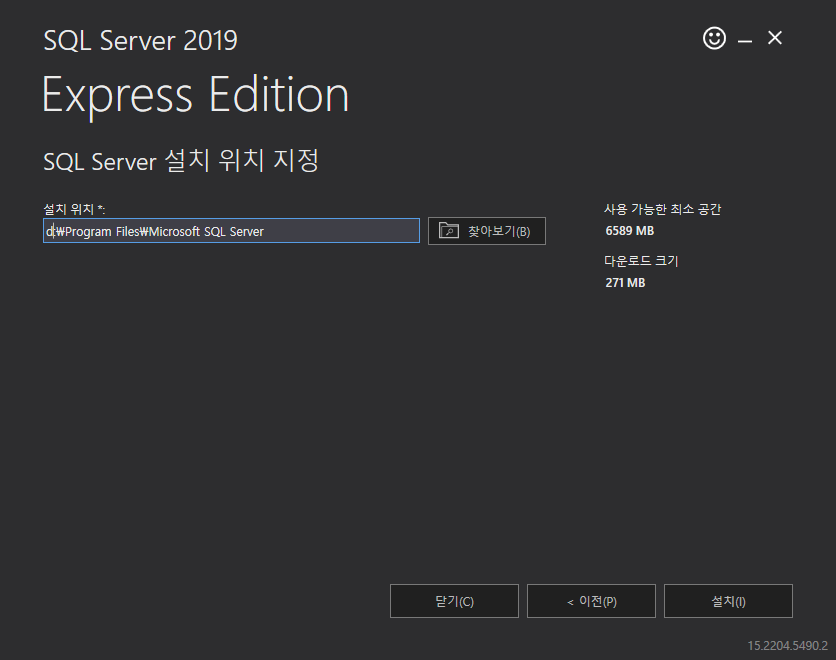 SQL Server 2019
Express Edition
SQL Server 설치 위치 지정
설치 위치 *:
d:₩Program Files₩Microsoft SQL Server
찾아보기(B)
사용 가능한 최소 공간
6589 MB
다운로드 크기
271 MB
닫기(C)
< 이전(P)
설치(I)
15.2204.5490.2